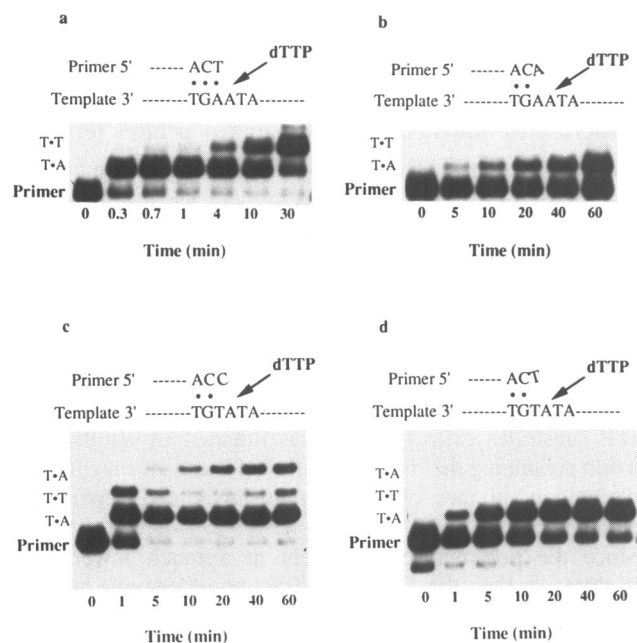 a
dTTP
Primer 5' ------ ACT
Template 3' ------TGAATA------
T•T
T•A
Primer
0 0.3 0.7 1 4 10 30
Time (min)
b
dTTP
Primer 5' ------ ACA
Template 3' ------TGAATA------
T•T
T•A
Primer
0 5 10 20 40 60
Time (min)
c
dTTP
Primer 5' ------ ACC
Template 3' ------TGTATA------
T•A
T•T
T•A
Primer
0 1 5 10 20 40 60
Time (min)
d
dTTP
Primer 5' ------ ACT
Template 3' ------TGTATA------
T•A
T•T
T•A
Primer
0 1 5 10 20 40 60
Time (min)